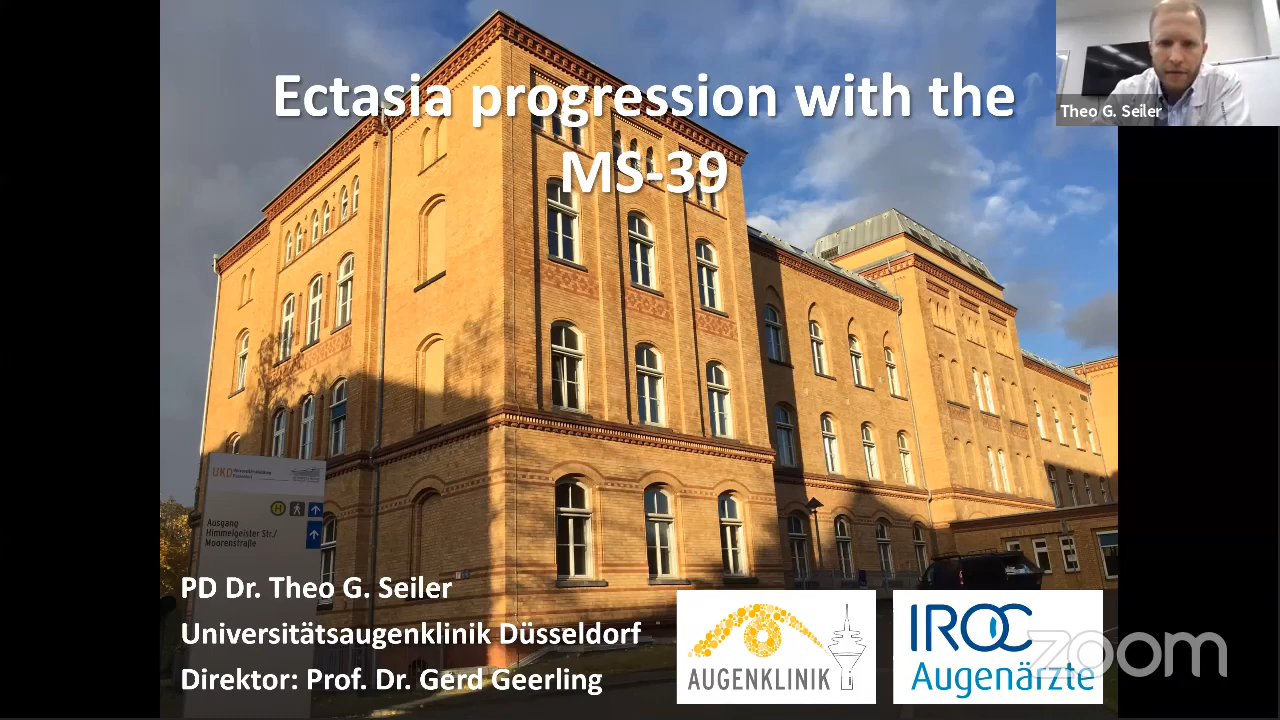 Ectasia progression with the
MS-39
Theo G. Seiler
UKD
Ausgang
Himmelgeister Str./
Moorenstraße
PD Dr. Theo G. Seiler
Universitätsaugenklinik Düsseldorf
Direktor: Prof. Dr. Gerd Geerling
AUGENKLINIK
IROC
Augenärzte
zoom